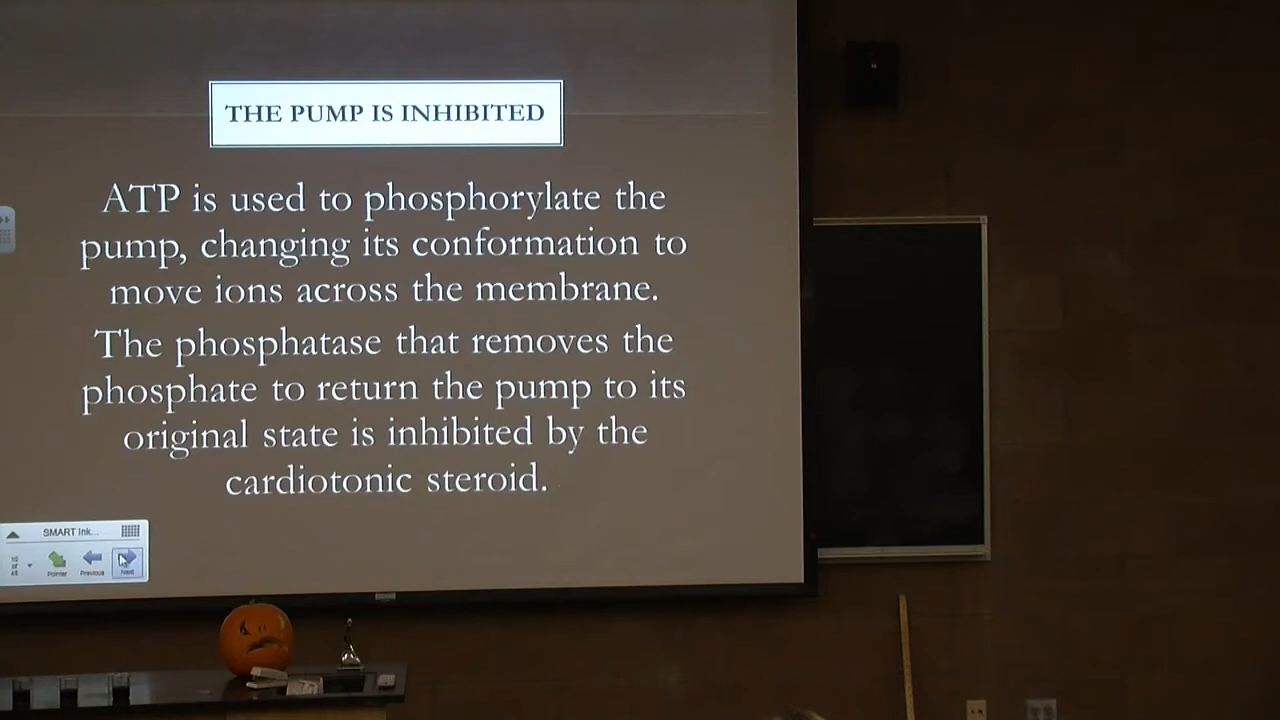 THE PUMP IS INHIBITED
ATP is used to phosphorylate the
pump, changing its conformation to
move ions across the membrane.
The phosphatase that removes the
phosphate to return the pump to its
original state is inhibited by the
cardiotonic steroid.
SMART Ink...
Pointer
Previous
Next